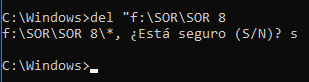 C:\Windows>del "f:\SOR\SOR 8
f:\SOR\SOR 8\*, ¿Está seguro (S/N)? s
C:\Windows>